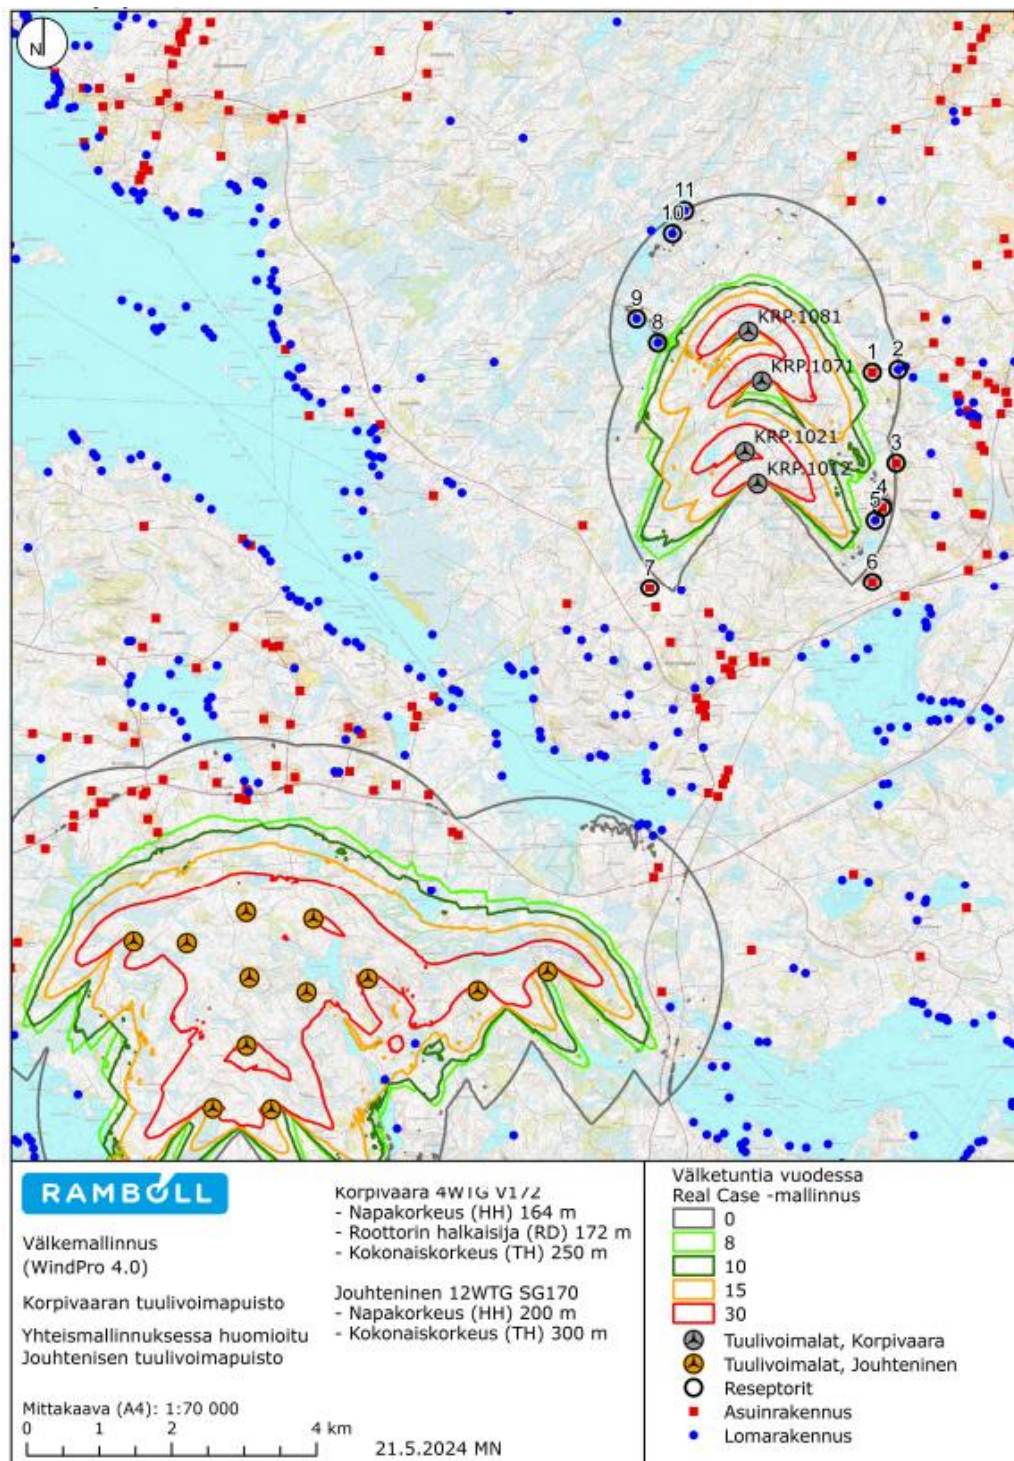 N
11
10
9
KRP.1081
8
1
2
KRP.1071
KRP.1021
3
KRP.1012
4
5
6
7
RAMBOLL
Välkemallinnus
(WindPro 4.0)
Korpivaaran tuulivoimapuisto
Yhteismallinnuksessa huomioitu
Jouhtenisen tuulivoimapuisto
Mittakaava (A4): 1:70 000
0 1 2 4 km
Korpivaara 4WTG V172
- Napakorkeus (HH) 164 m
- Roottorin halkaisija (RD) 172 m
- Kokonaiskorkeus (TH) 250 m
Jouhteninen 12WTG SG170
- Napakorkeus (HH) 200 m
- Kokonaiskorkeus (TH) 300 m
21.5.2024 MN
Välketuntia vuodessa
Real Case -mallinnus
0
8
10
15
30
Tuulivoimalat, Korpivaara
Tuulivoimalat, Jouhteninen
Reseptorit
Asuinrakennus
Lomarakennus